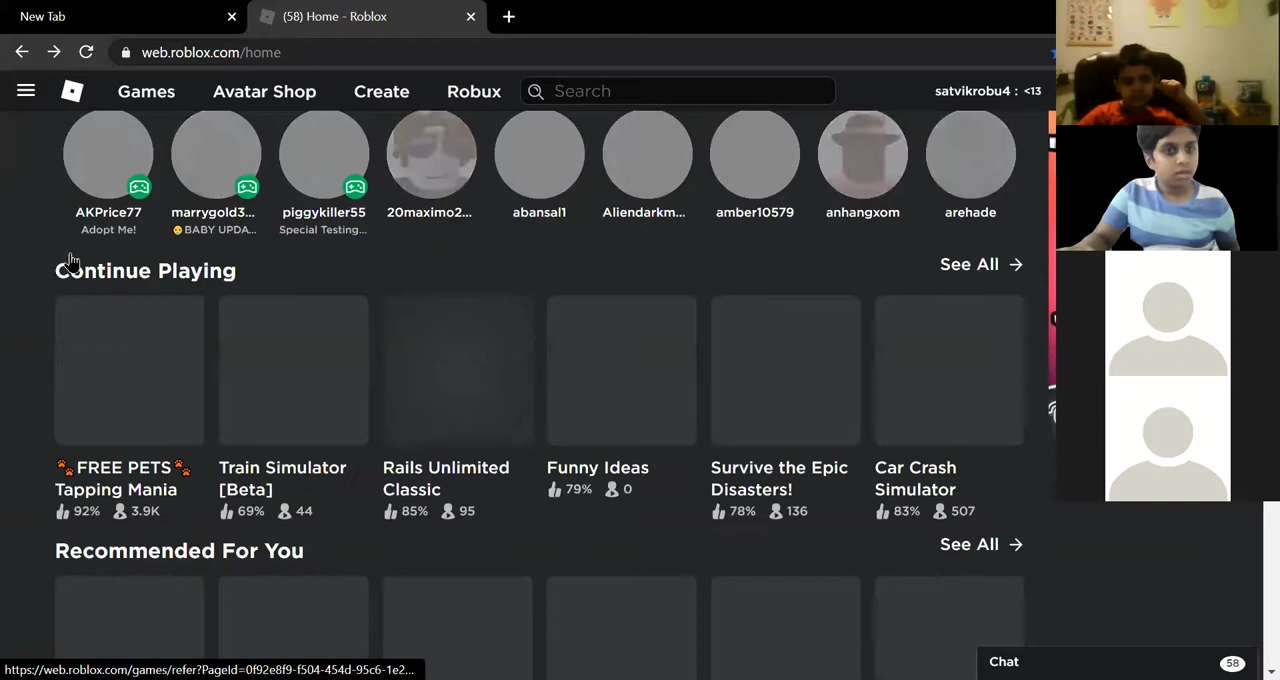 New Tab
(58) Home - Roblox
web.roblox.com/home
Games
Avatar Shop
Create
Robux
Search
satvikrobu4 : <13
AKPrice77
marrygold3...
piggykiller55
20maximo2...
abansal1
Aliendarkm...
amber10579
anhangxom
arehade
Adopt Me!
👶BABY UPDA...
Special Testing...
Continue Playing
See All →
🐾FREE PETS🐾
Tapping Mania
92% 3.9K
Train Simulator
[Beta]
69% 44
Rails Unlimited
Classic
85% 95
Funny Ideas
79% 0
Survive the Epic
Disasters!
78% 136
Car Crash
Simulator
83% 507
Recommended For You
See All →
https://web.roblox.com/games/refer?PageId=0f92e8f9-f504-454d-95c6-1e2...
Chat
58